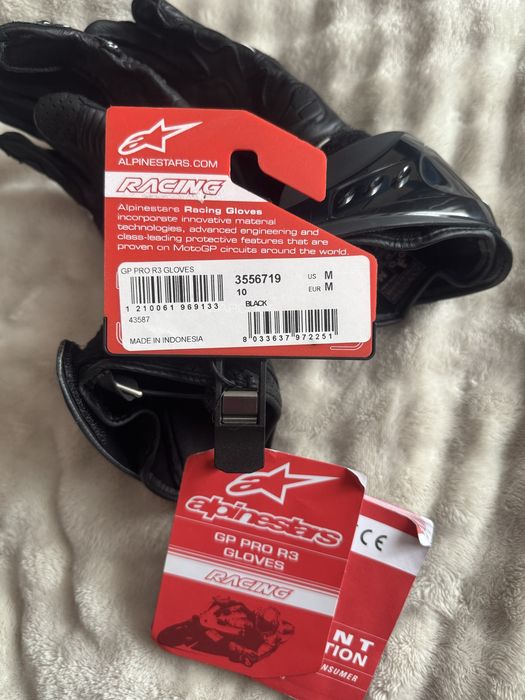 ALPINESTARS.COM
RACING
Alpinestars Racing Gloves
incorporate innovative material
technologies, advanced engineering and
class-leading protective features that are
proven on MotoGP circuits around the world.
GP PRO R3 GLOVES
3556719 US M
10 EUR M
BLACK
1 210061 969133
43587
MADE IN INDONESIA
8 033637 972251
alpinestars
GP PRO R3
GLOVES
RACING
CE
NT
TION
NSUMER